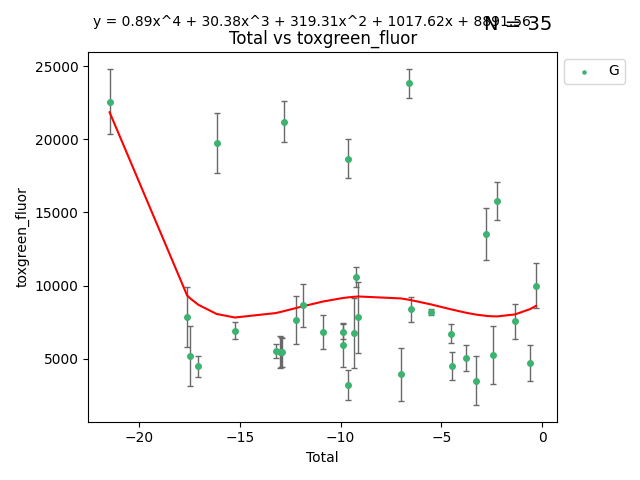 y = 0.89x^4 + 30.38x^3 + 319.31x^2 + 1017.62x + 8891.56
N = 35
Total vs toxgreen_fluor
G
25000
20000
15000
10000
5000
toxgreen_fluor
−20
−15
−10
−5
0
Total